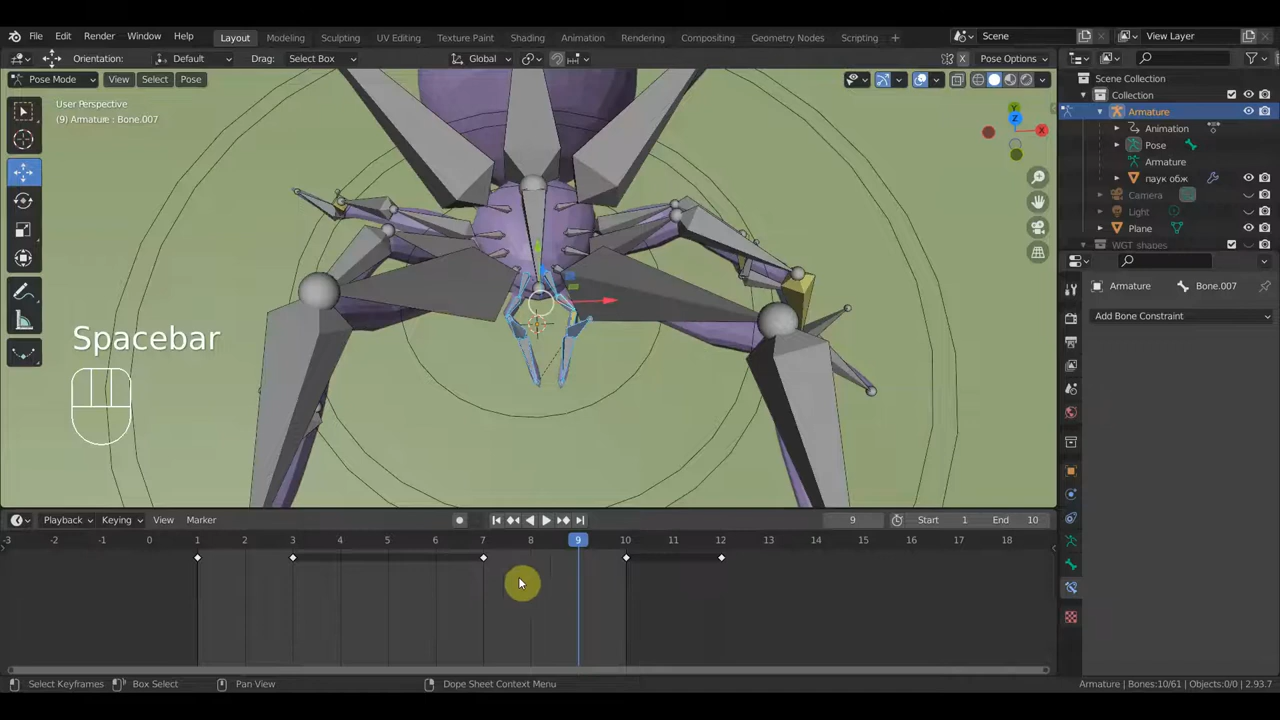 File Edit Render Window Help Layout Modeling Sculpting UV Editing Texture Paint Shading Animation Rendering Compositing Geometry Nodes Scripting + Scene View Layer
Orientation: Default Drag: Select Box Global X Pose Options
Pose Mode View Select Pose
Scene Collection
Collection
Armature
Animation
Pose
Armature
паук обж
Camera
Light
Plane
WGT_shapes
User Perspective
(9) Armature : Bone.007
Y
Z
X
Armature Bone.007
Add Bone Constraint
Spacebar
Playback Keying View Marker 9 Start 1 End 10
-3 -2 -1 0 1 2 3 4 5 6 7 8 9 10 11 12 13 14 15 16 17 18
Select Keyframes Box Select Pan View Dope Sheet Context Menu Armature | Bones:10/61 | Objects:0/0 | 2.93.7